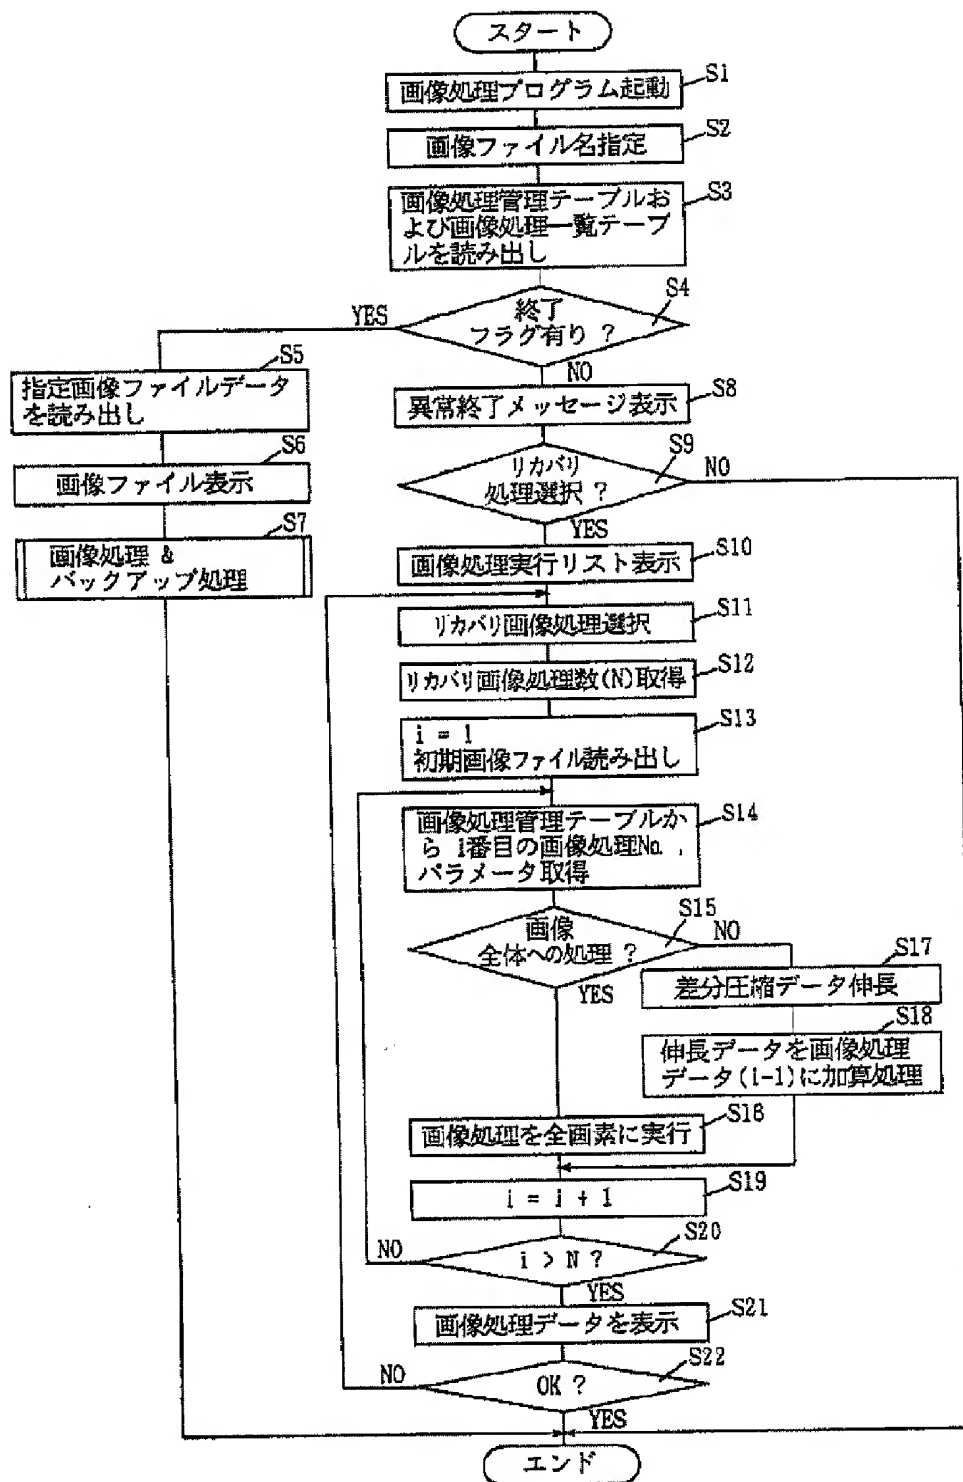 スタート
画像処理プログラム起動
S1
画像ファイル名指定
S2
画像処理管理テーブルお
よび画像処理一覧テーブ
ルを読み出し
S3
終了
フラグ有り ?
S4
YES
NO
指定画像ファイルデータ
を読み出し
S5
画像ファイル表示
S6
画像処理 &
バックアップ処理
S7
異常終了メッセージ表示
S8
リカバリ
処理選択 ?
S9
NO
YES
画像処理実行リスト表示
S10
リカバリ画像処理選択
S11
リカバリ画像処理数(N)取得
S12
i = 1
初期画像ファイル読み出し
S13
画像処理管理テーブルか
ら i番目の画像処理No.,
パラメータ取得
S14
画像
全体への処理 ?
S15
NO
YES
差分圧縮データ伸長
S17
伸長データを画像処理
データ(i-1)に加算処理
S18
画像処理を全画素に実行
S16
i = i + 1
S19
i > N ?
S20
NO
YES
画像処理データを表示
S21
OK ?
S22
NO
YES
エンド